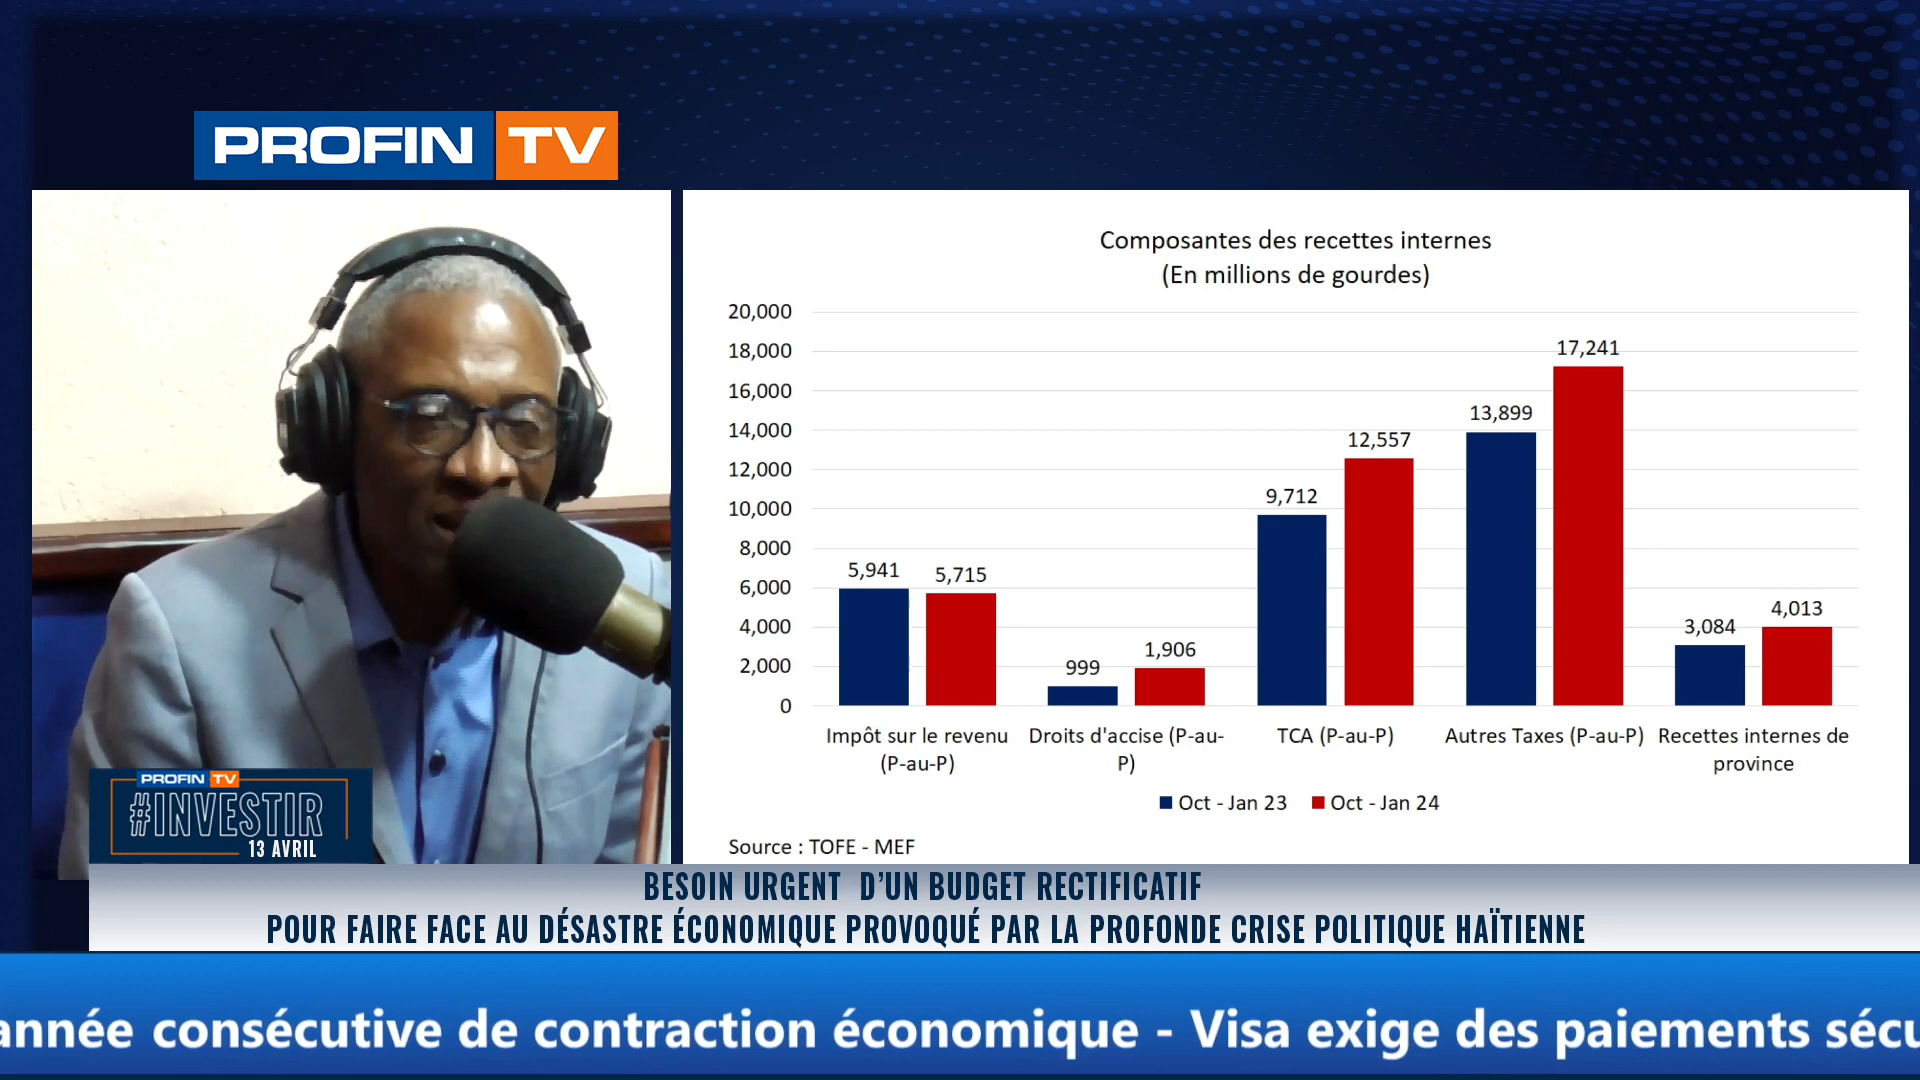 PROFIN TV
Composantes des recettes internes
(En millions de gourdes)
20,000
18,000
16,000
14,000
12,000
10,000
8,000
6,000
4,000
2,000
0
5,941
5,715
999
1,906
9,712
12,557
13,899
17,241
3,084
4,013
Impôt sur le revenu
(P-au-P)
Droits d'accise (P-au-
P)
TCA (P-au-P)
Autres Taxes (P-au-P)
Recettes internes de
province
Oct - Jan 23
Oct - Jan 24
Source : TOFE - MEF
PROFIN TV
#INVESTIR
13 AVRIL
BESOIN URGENT D’UN BUDGET RECTIFICATIF
POUR FAIRE FACE AU DÉSASTRE ÉCONOMIQUE PROVOQUÉ PAR LA PROFONDE CRISE POLITIQUE HAÏTIENNE
année consécutive de contraction économique - Visa exige des paiements sécu